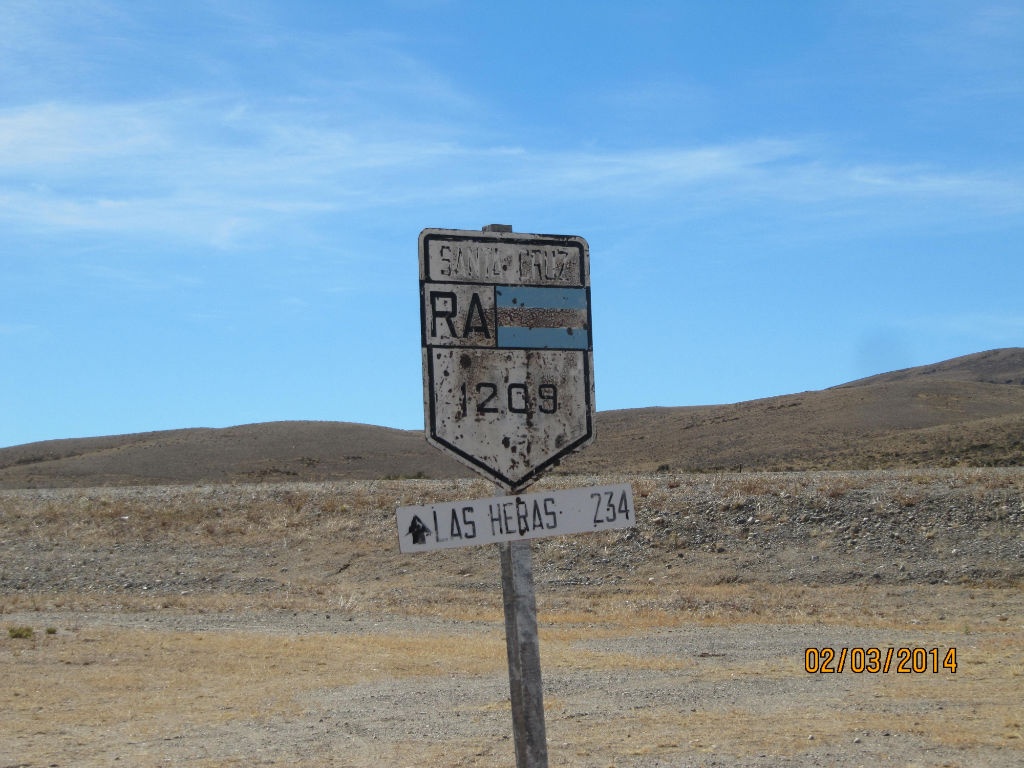 SANTA CRUZ
RA
1209
LAS HERAS 234
02/03/2014